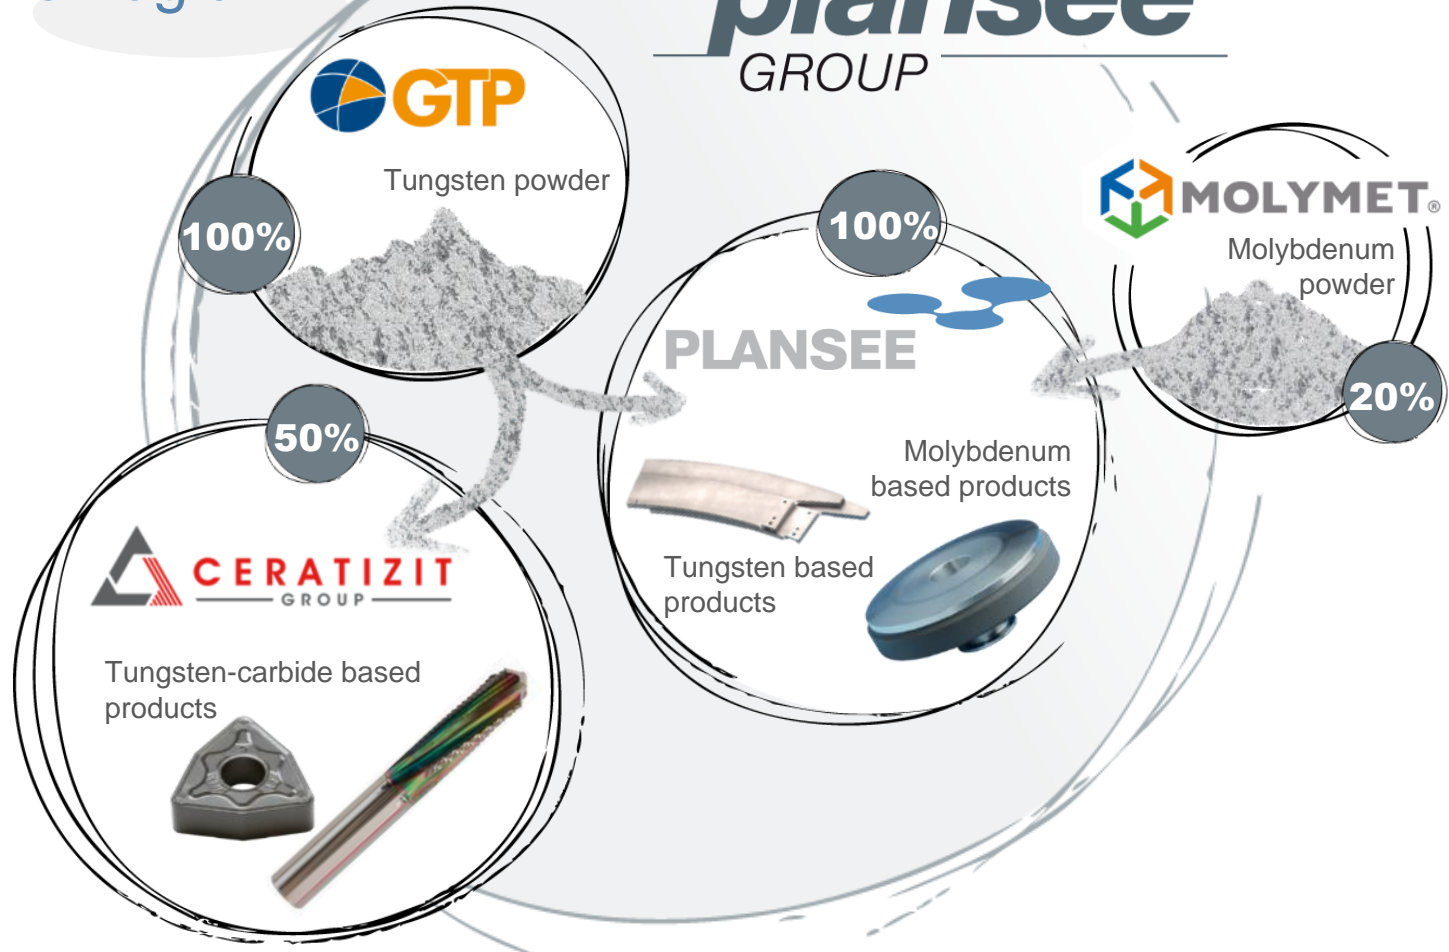 plansee
GROUP
GTP
Tungsten powder
100%
100%
MOLYMET®
Molybdenum
powder
20%
PLANSEE
50%
Molybdenum
based products
Tungsten based
products
CERATIZIT
GROUP
Tungsten-carbide based
products